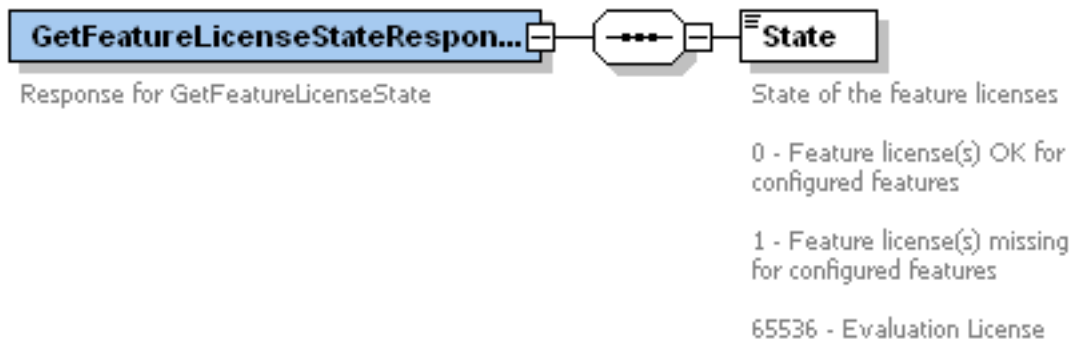 GetFeatureLicenseStateRespon...
State
Response for GetFeatureLicenseState
State of the feature licenses
0 - Feature license(s) OK for
configured features
1 - Feature license(s) missing
for configured features
65536 - Evaluation License